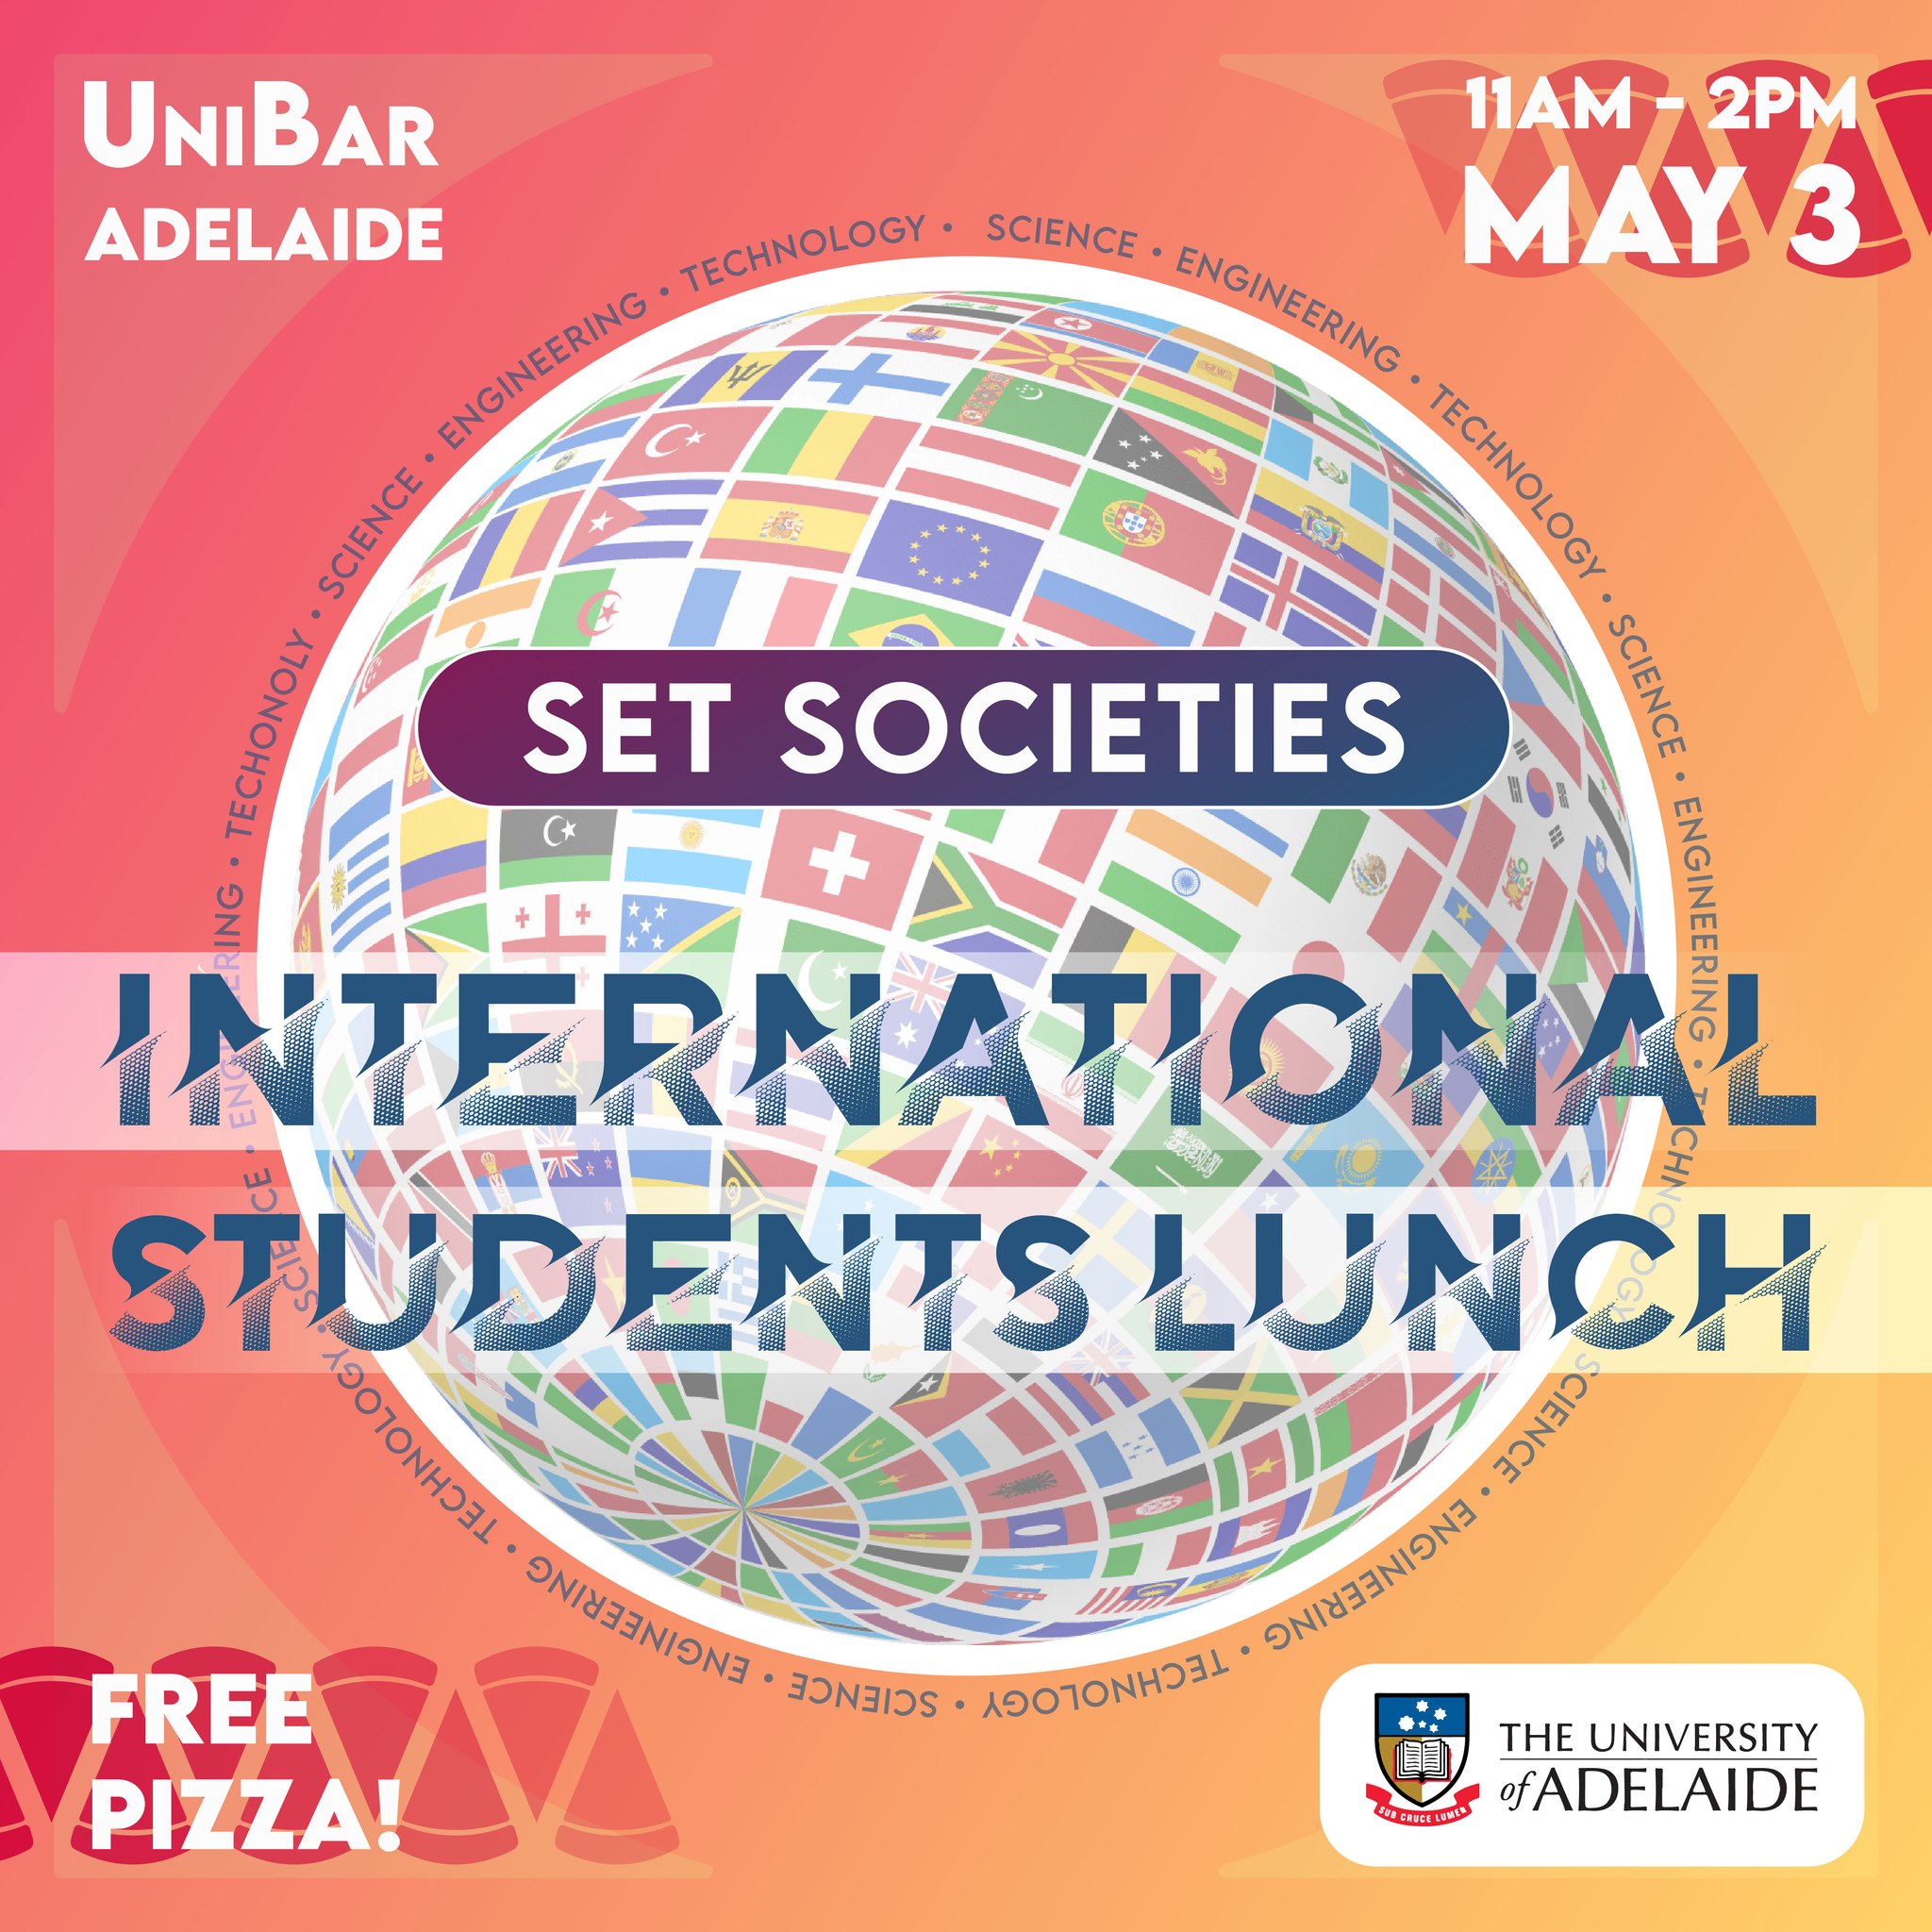 UNIBAR
ADELAIDE
11AM - 2PM
MAY 3
SCIENCE • ENGINEERING • TECHNOLOGY • SCIENCE • ENGINEERING • TECHNOLOGY • SCIENCE • ENGINEERING • TECHNOLOGY • SCIENCE • ENGINEERING • TECHNOLOGY • SCIENCE • ENGINEERING • TECHONOLY • SCIENCE • ENGINEERING • TECHNOLOGY •
SET SOCIETIES
INTERNATIONAL
STUDENTS LUNCH
FREE
PIZZA!
SUB CRUCE LUMEN
THE UNIVERSITY
of ADELAIDE